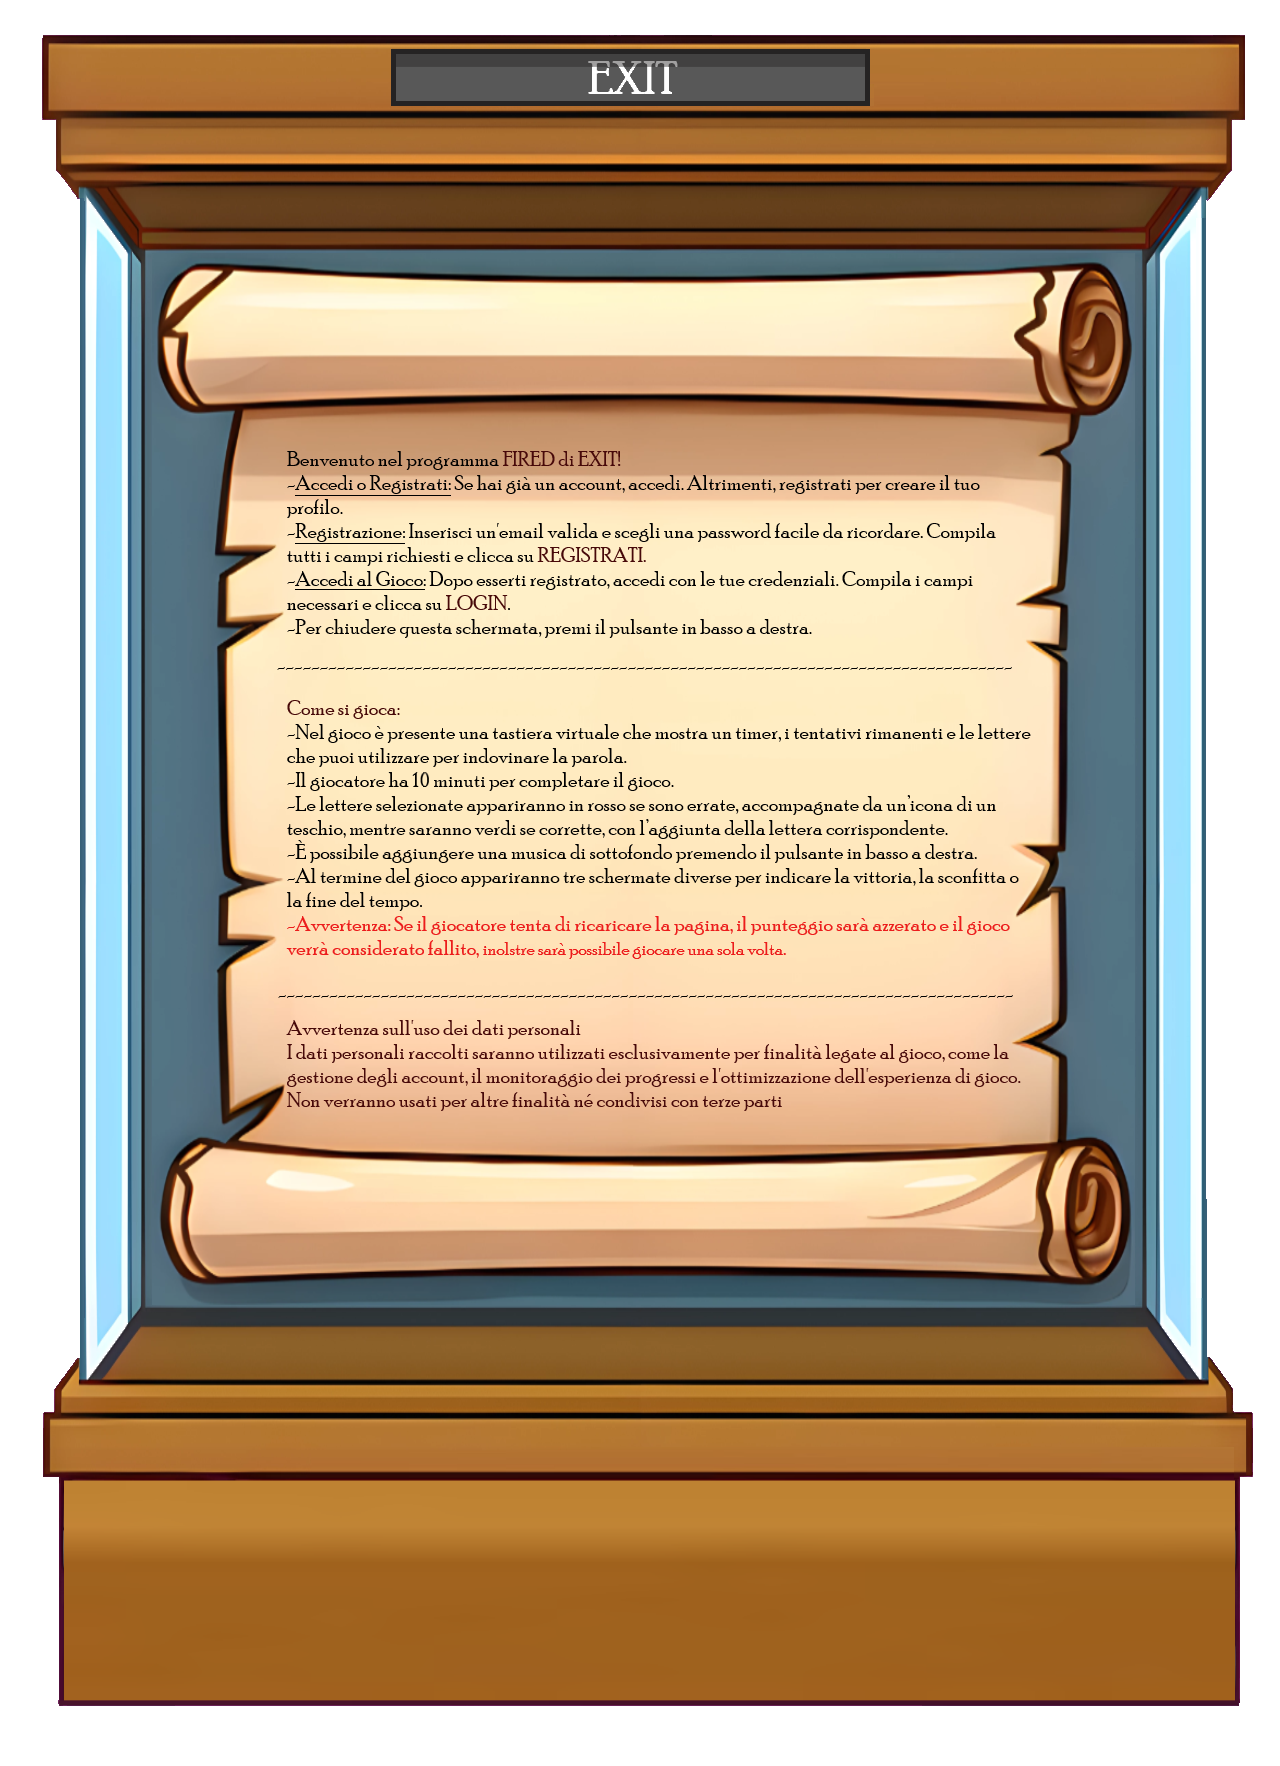 EXIT
Benvenuto nel programma FIRED di EXIT!
~Accedi o Registrati: Se hai già un account, accedi. Altrimenti, registrati per creare il tuo
profilo.
~Registrazione: Inserisci un'email valida e scegli una password facile da ricordare. Compila
tutti i campi richiesti e clicca su REGISTRATI.
~Accedi al Gioco: Dopo esserti registrato, accedi con le tue credenziali. Compila i campi
necessari e clicca su LOGIN.
~Per chiudere questa schermata, premi il pulsante in basso a destra.
~~~~~~~~~~~~~~~~~~~~~~~~~~~~~~~~~~~~~~~~~~~~~~~~~~~~~~~~~~~~~~~~~~~~~~~~~~~~~~~~~~~~~~~~
Come si gioca:
~Nel gioco è presente una tastiera virtuale che mostra un timer, i tentativi rimanenti e le lettere
che puoi utilizzare per indovinare la parola.
~Il giocatore ha 10 minuti per completare il gioco.
~Le lettere selezionate appariranno in rosso se sono errate, accompagnate da un’icona di un
teschio, mentre saranno verdi se corrette, con l’aggiunta della lettera corrispondente.
~È possibile aggiungere una musica di sottofondo premendo il pulsante in basso a destra.
~Al termine del gioco appariranno tre schermate diverse per indicare la vittoria, la sconfitta o
la fine del tempo.
~Avvertenza: Se il giocatore tenta di ricaricare la pagina, il punteggio sarà azzerato e il gioco
verrà considerato fallito, inolstre sarà possibile giocare una sola volta.
~~~~~~~~~~~~~~~~~~~~~~~~~~~~~~~~~~~~~~~~~~~~~~~~~~~~~~~~~~~~~~~~~~~~~~~~~~~~~~~~~~~~~~~~
Avvertenza sull'uso dei dati personali
I dati personali raccolti saranno utilizzati esclusivamente per finalità legate al gioco, come la
gestione degli account, il monitoraggio dei progressi e l'ottimizzazione dell'esperienza di gioco.
Non verranno usati per altre finalità né condivisi con terze parti